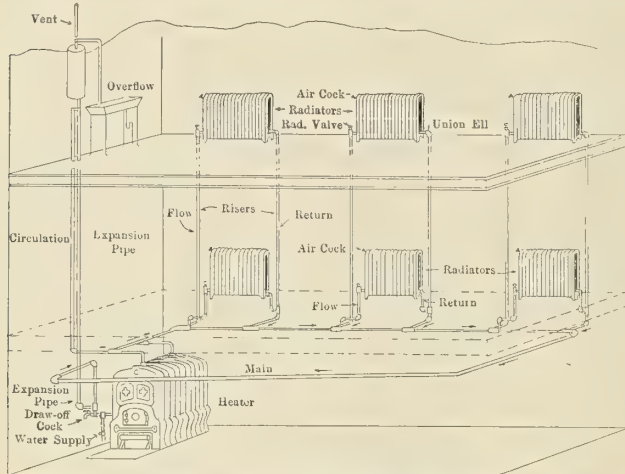 Vent
Overflow
Air Cock
Radiators
Rad. Valve
Union Ell
Flow
Risers
Return
Circulation
Expansion
Pipe
Air Cock
Radiators
Flow
Return
Main
Expansion
Pipe
Draw-off
Cock
Water Supply
Heater